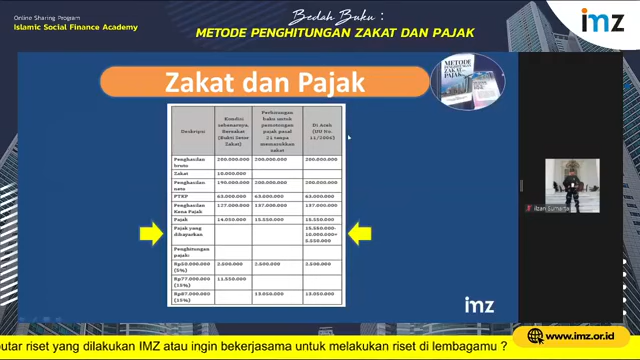 Online Sharing Program
Islamic Social Finance Academy
Bedah Buku :
METODE PENGHITUNGAN ZAKAT DAN PAJAK
imz
Zakat dan Pajak
METODE
PENGHITUNGAN
ZAKAT
PAJAK
Deskripsi
Kondisi sebenarnya. Berzakat (Bukti Setor Zakat)
Perhitungan baku untuk pemotongan pajak pasal 21 tanpa memasukkan zakat
Di Aceh (UU No. 11/2006)
Penghasilan bruto 200.000.000 200.000.000 200.000.000
Zakat 10.000.000
Penghasilan neto 190.000.000 200.000.000 200.000.000
PTKP 63.000.000 63.000.000 63.000.000
Penghasilan Kena Pajak 127.000.000 137.000.000 137.000.000
Pajak 14.050.000 15.550.000 15.550.000
Pajak yang dibayarkan 15.550.000-10.000.000= 5.550.000
Penghitungan pajak:
Rp50.000.000 (5%) 2.500.000 2.500.000 2.500.000
Rp77.000.000 (15%) 11.550.000
Rp87.000.000 (15%) 13.050.000 13.050.000
imz
www.imz.or.id
putar riset yang dilakukan IMZ atau ingin bekerjasama untuk melakukan riset di lembagamu ?